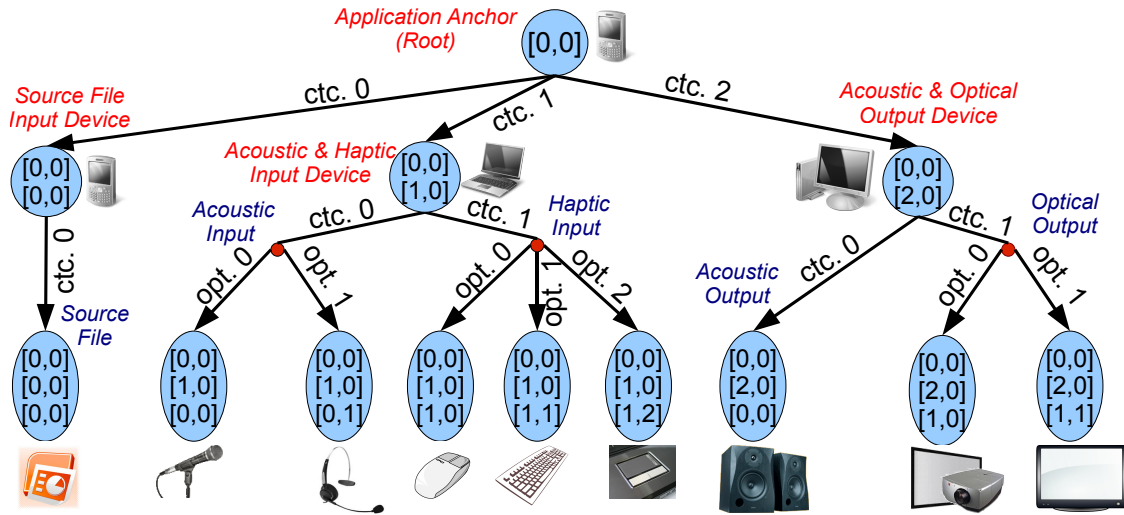 Application Anchor
(Root)
[0,0]
ctc. 0
ctc. 1
ctc. 2
Source File
Input Device
[0,0]
[0,0]
Acoustic & Haptic
Input Device
[0,0]
[1,0]
Acoustic & Optical
Output Device
[0,0]
[2,0]
ctc. 0
Source
File
Acoustic
Input
ctc. 0
ctc. 1
Haptic
Input
opt. 0
opt. 1
opt. 0
opt. 1
opt. 2
ctc. 0
ctc. 1
Acoustic
Output
Optical
Output
opt. 0
opt. 1
[0,0]
[0,0]
[0,0]
[0,0]
[1,0]
[0,0]
[0,0]
[1,0]
[0,1]
[0,0]
[1,0]
[1,0]
[0,0]
[1,0]
[1,1]
[0,0]
[1,0]
[1,2]
[0,0]
[2,0]
[0,0]
[0,0]
[2,0]
[1,0]
[0,0]
[2,0]
[1,1]